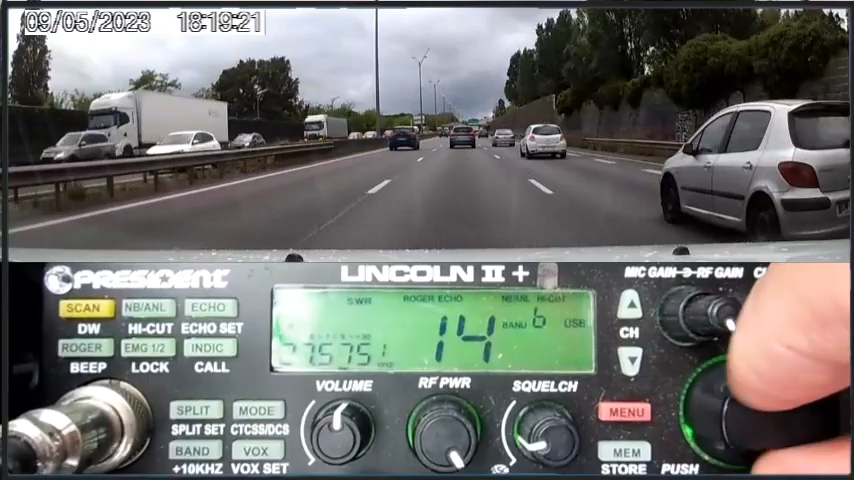 09/05/2023 18:19:21
PRESIDENT
LINCOLN II +
MIC GAIN RF GAIN
SCAN NB/ANL ECHO
DW HI-CUT ECHO SET
ROGER EMG 1/2 INDIC
BEEP LOCK CALL
SWR ROGER ECHO NB/ANL HI-CUT
14 BAND b USB
27.575
CH
VOLUME RF PWR SQUELCH
SPLIT MODE
SPLIT SET CTCSS/DCS
BAND VOX
+10KHZ VOX SET
MENU
MEM
STORE PUSH